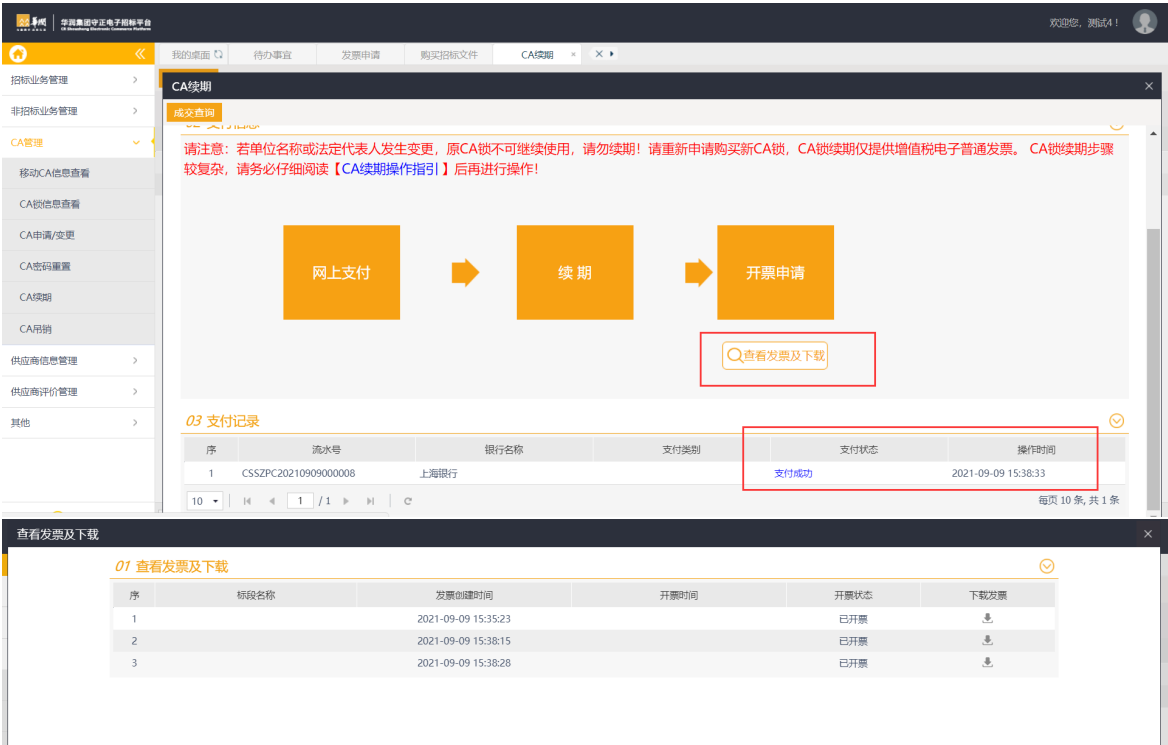 华润集团守正电子招标平台
欢迎您，测试4！
我的桌面 待办事宜 发票申请 购买招标文件 CA续期 ×
招标业务管理
非招标业务管理
CA管理
移动CA信息查看
CA锁信息查看
CA申请/变更
CA密码重置
CA续期
CA吊销
供应商信息管理
供应商评价管理
其他
CA续期
成交查询
02 支付信息
请注意：若单位名称或法定代表人发生变更，原CA锁不可继续使用，请勿续期！请重新申请购买新CA锁，CA锁续期仅提供增值税电子普通发票。 CA锁续期步骤
较复杂，请务必仔细阅读【CA续期操作指引 】后再进行操作！
网上支付 续 期 开票申请
查看发票及下载
03 支付记录
序 流水号 银行名称 支付类别 支付状态 操作时间
1 CSSZPC20210909000008 上海银行 支付成功 2021-09-09 15:38:33
10 1 / 1 每页 10 条, 共 1 条
查看发票及下载
01 查看发票及下载
序 标段名称 发票创建时间 开票时间 开票状态 下载发票
1 2021-09-09 15:35:23 已开票
2 2021-09-09 15:38:15 已开票
3 2021-09-09 15:38:28 已开票